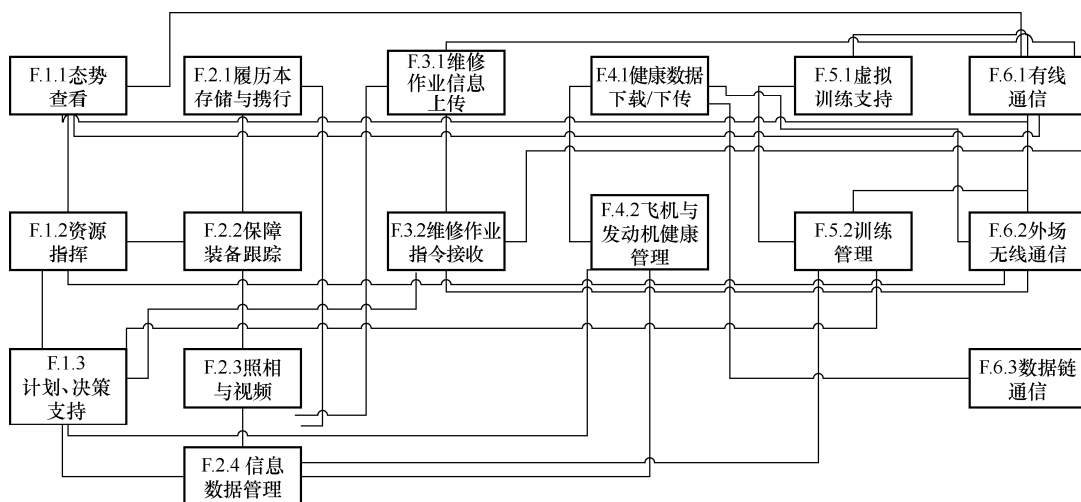 F.1.1态势
查看
F.2.1履历本
存储与携行
F.3.1维修
作业信息
上传
F.4.1健康数据
下载/下传
F.5.1虚拟
训练支持
F.6.1有线
通信
F.1.2资源
指挥
F.2.2保障
装备跟踪
F.3.2维修作业
指令接收
F.4.2飞机与
发动机健康
管理
F.5.2训练
管理
F.6.2外场
无线通信
F.1.3
计划、决策
支持
F.2.3照相
与视频
F.6.3数据链
通信
F.2.4 信息
数据管理